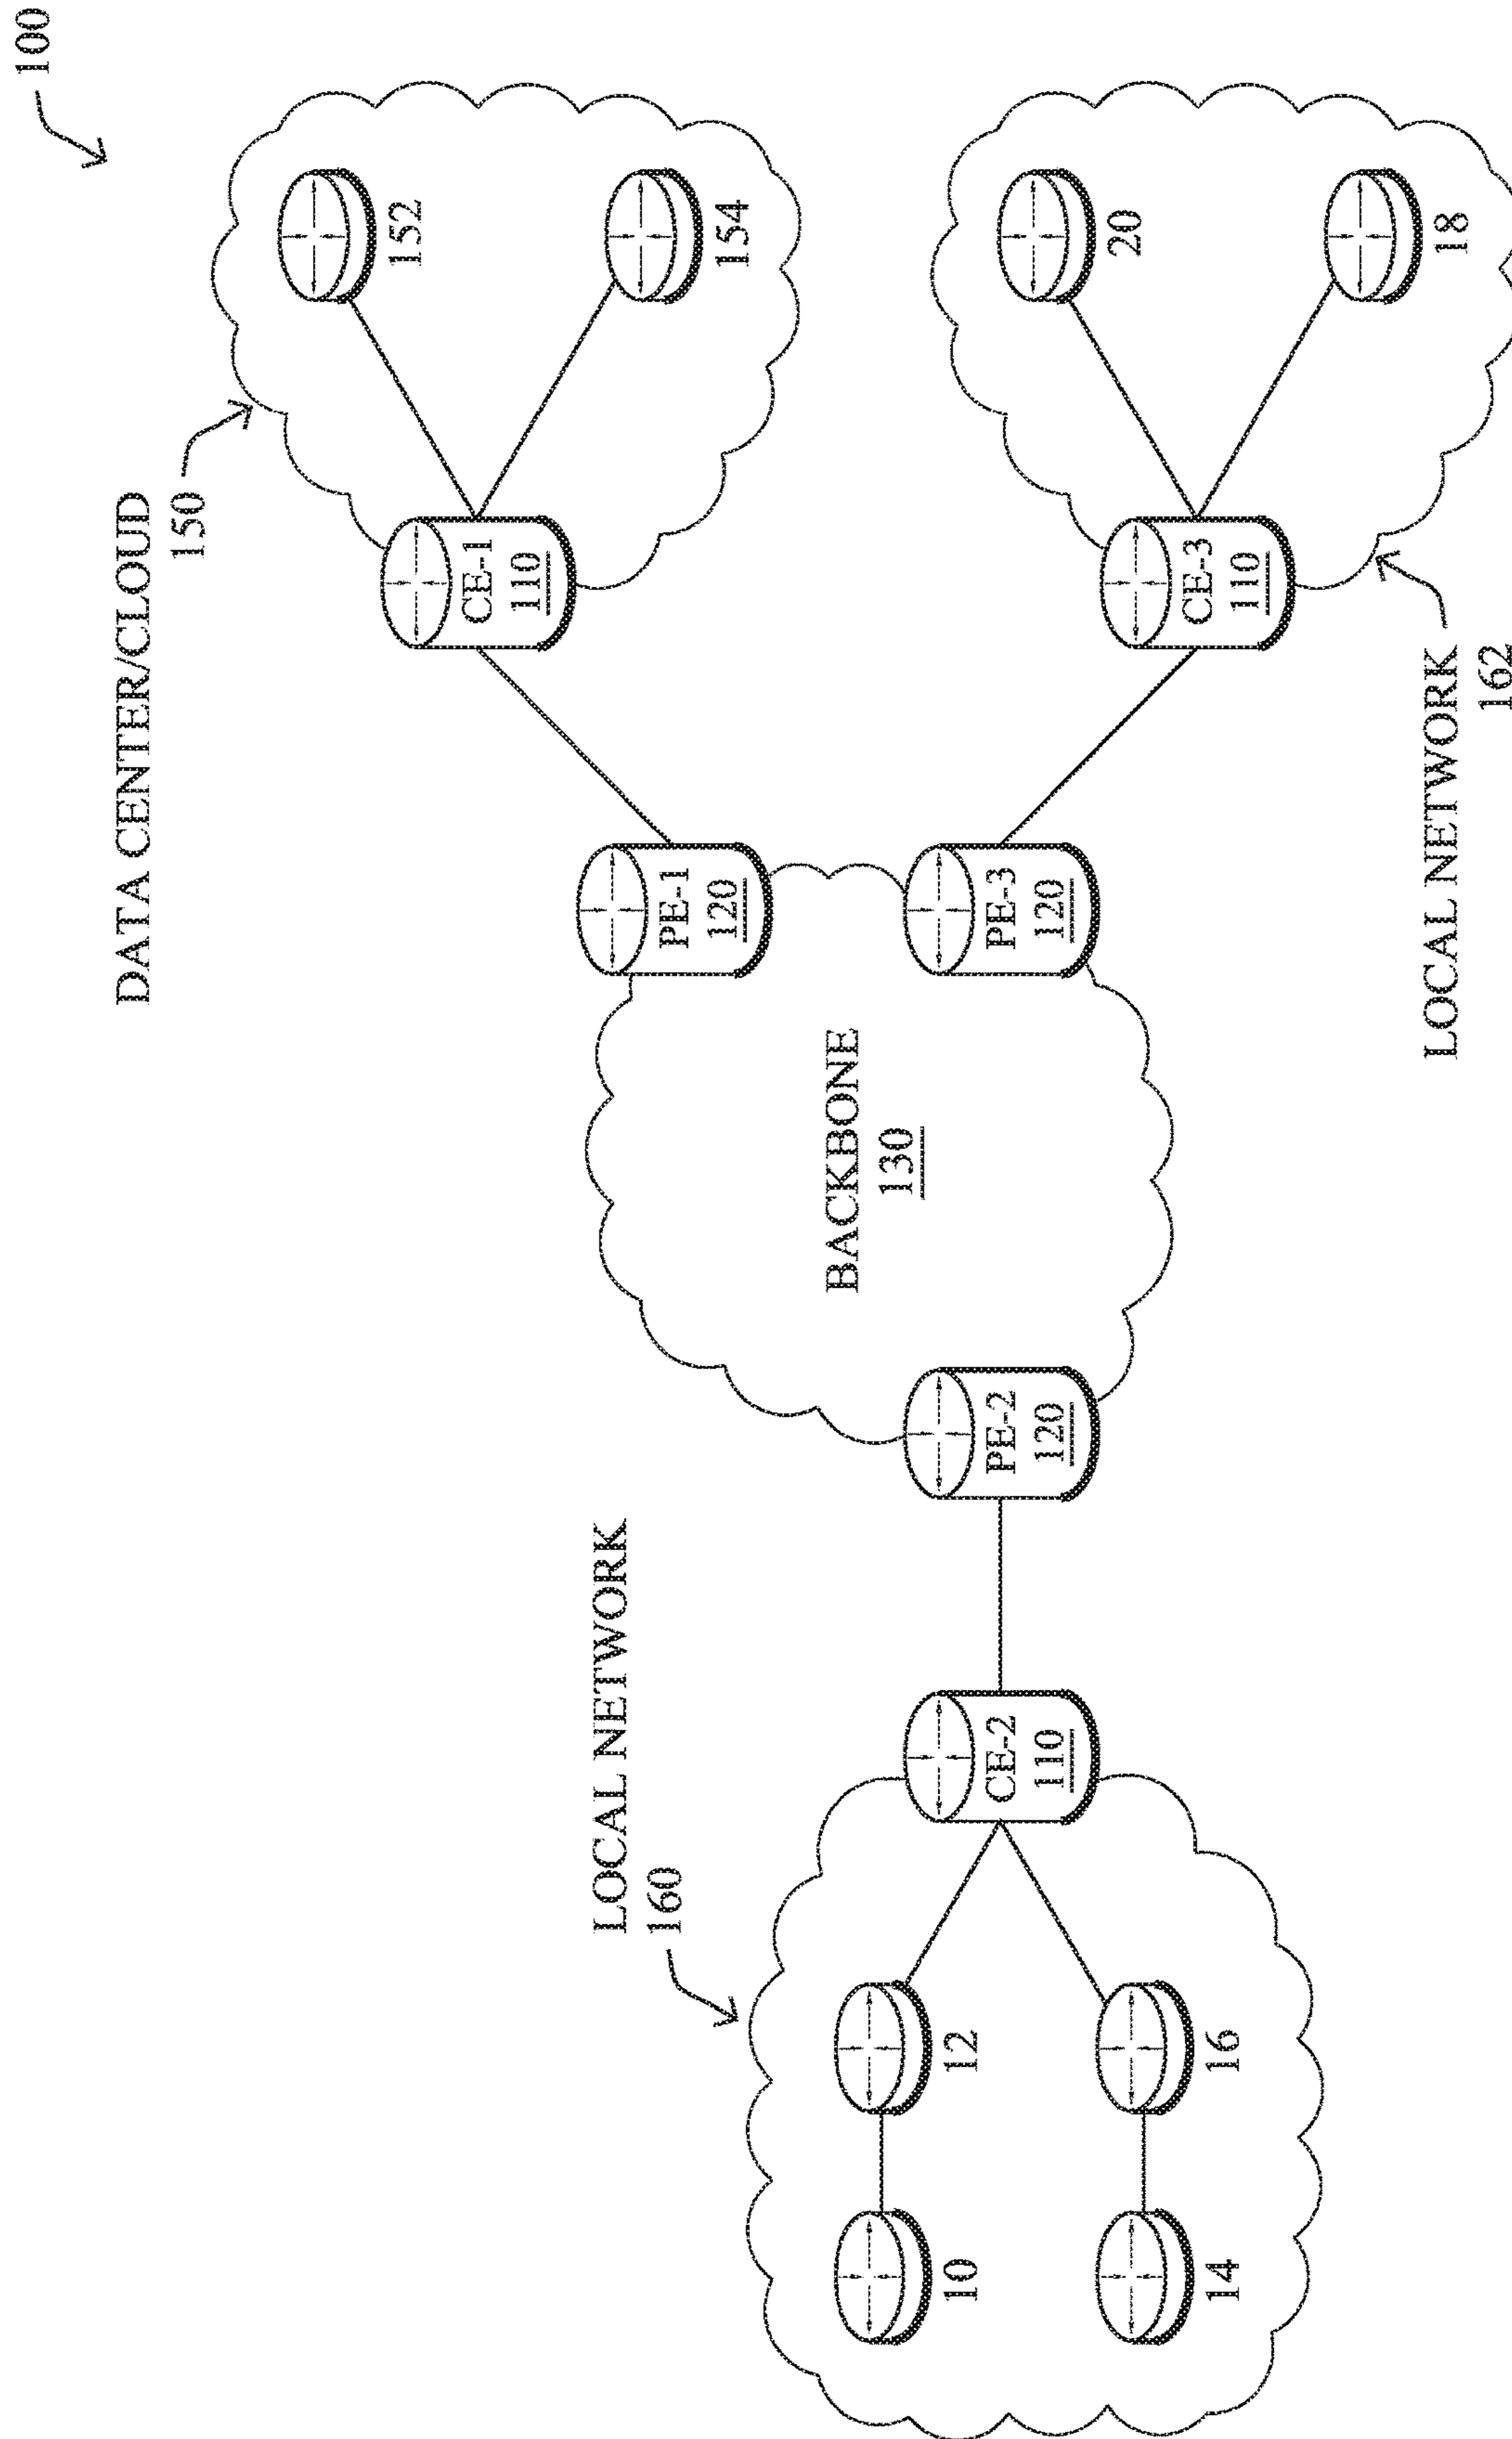 100
DATA CENTER/CLOUD
150
152
154
CE-1
110
LOCAL NETWORK
160
PE-1
120
BACKBONE
130
10
12
14
16
CE-2
110
PE-2
120
PE-3
120
CE-3
110
20
18
LOCAL NETWORK
162